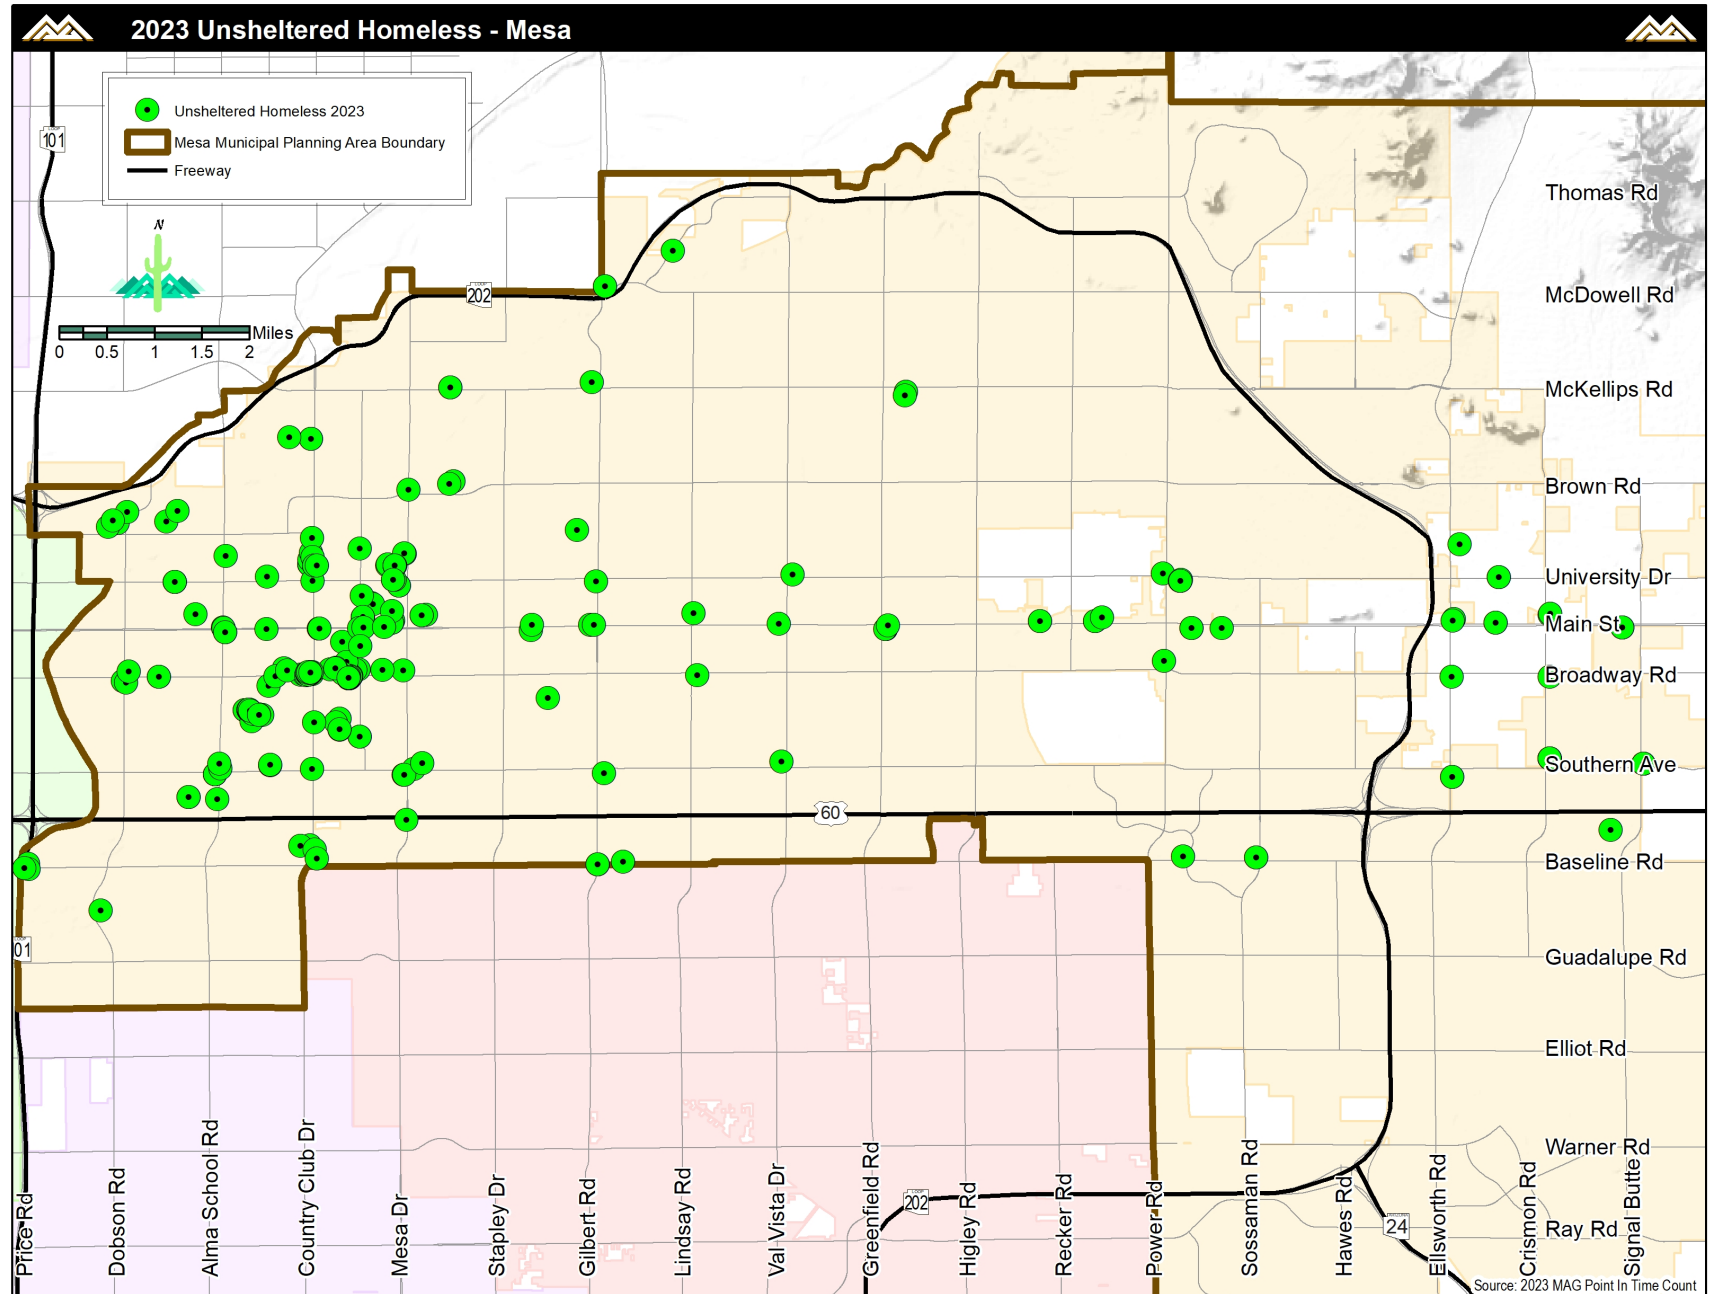 2023 Unsheltered Homeless - Mesa
Unsheltered Homeless 2023
Mesa Municipal Planning Area Boundary
Freeway
LOOP
101
N
Miles
0 0.5 1 1.5 2
LOOP
202
Thomas Rd
McDowell Rd
McKellips Rd
Brown Rd
University Dr
Main St
Broadway Rd
Southern Ave
60
Baseline Rd
01
Guadalupe Rd
Elliot Rd
Warner Rd
Ray Rd
LOOP
202
24
Price Rd
Dobson Rd
Alma School Rd
Country Club Dr
Mesa Dr
Stapley Dr
Gilbert Rd
Lindsay Rd
Val Vista Dr
Greenfield Rd
Higley Rd
Recker Rd
Power Rd
Sossaman Rd
Hawes Rd
Ellsworth Rd
Crismon Rd
Signal Butte
Source: 2023 MAG Point In Time Count